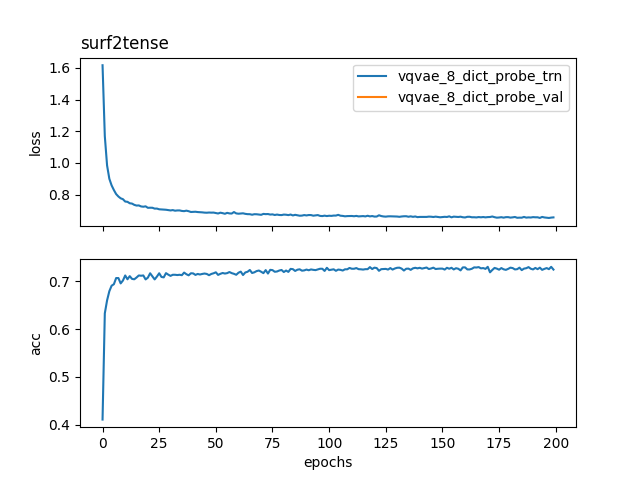 surf2tense
1.6
1.4
1.2
1.0
0.8
loss
vqvae_8_dict_probe_trn
vqvae_8_dict_probe_val
0.7
0.6
0.5
0.4
acc
0 25 50 75 100 125 150 175 200
epochs